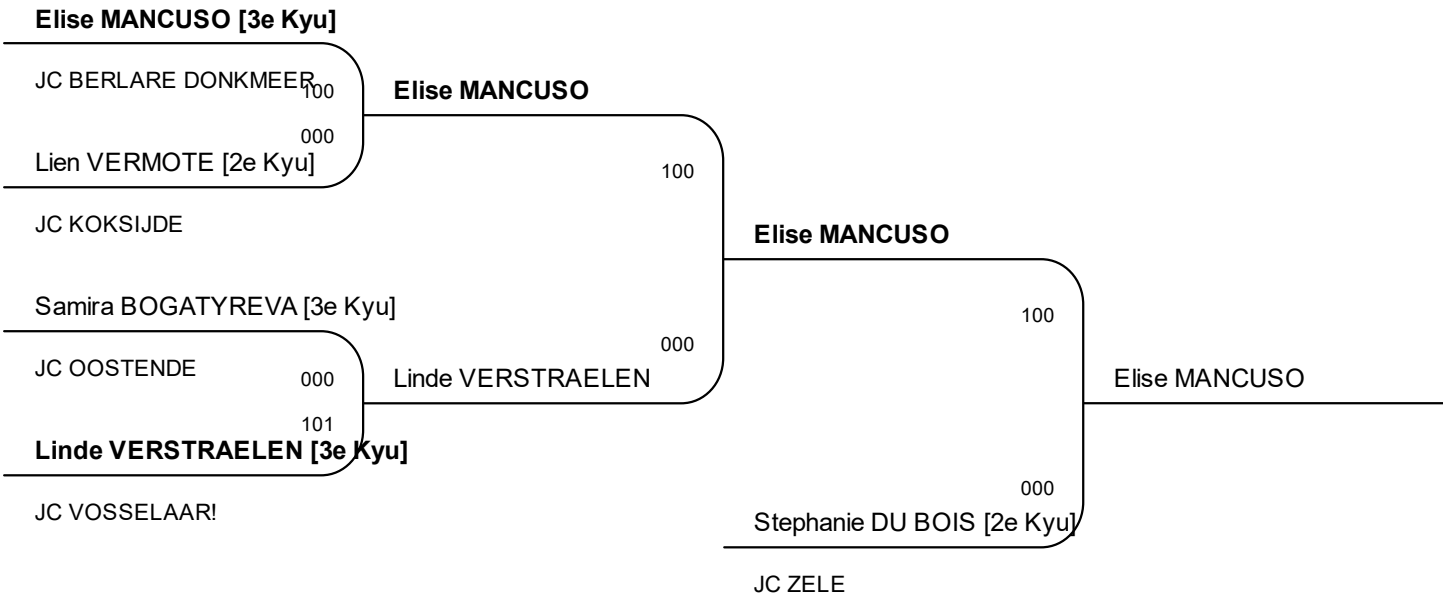 Elise MANCUSO [3e Kyu]
JC BERLARE DONKMEER
100
Elise MANCUSO
000
Lien VERMOTE [2e Kyu]
100
JC KOKSIJDE
Elise MANCUSO
Samira BOGATYREVA [3e Kyu]
100
000
JC OOSTENDE
000
Linde VERSTRAELEN
Elise MANCUSO
101
Linde VERSTRAELEN [3e Kyu]
000
JC VOSSELAAR!
Stephanie DU BOIS [2e Kyu]
JC ZELE